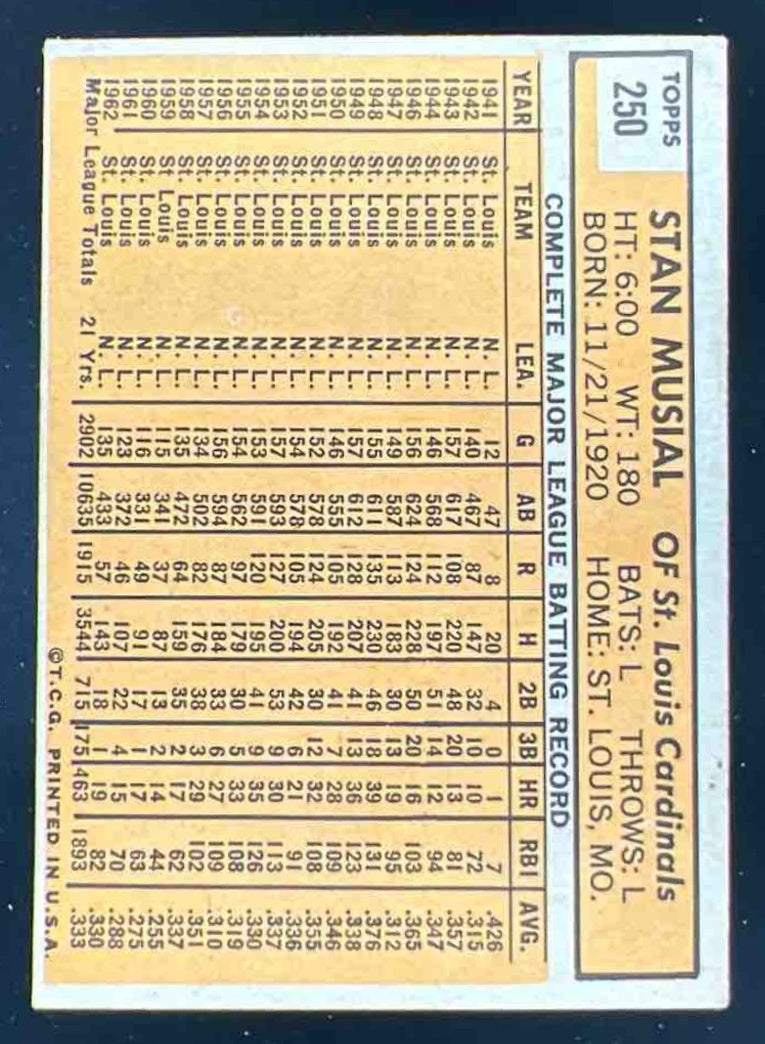 TOPPS
250
STAN MUSIAL OF St. Louis Cardinals
HT: 6:00 WT: 180 BATS: L THROWS: L
BORN: 11/21/1920 HOME: ST. LOUIS, MO.
COMPLETE MAJOR LEAGUE BATTING RECORD
YEAR TEAM LEA. G AB R H 2B 3B HR RBI AVG.
1941 St. Louis N. L. 12 47 8 20 4 0 1 7 .426
1942 St. Louis N. L. 140 467 87 147 32 10 10 72 .315
1943 St. Louis N. L. 157 617 108 220 48 20 13 81 .357
1944 St. Louis N. L. 146 568 112 197 51 14 12 94 .347
1946 St. Louis N. L. 156 624 124 228 50 20 16 103 .365
1947 St. Louis N. L. 149 587 113 183 30 13 19 95 .312
1948 St. Louis N. L. 155 611 135 230 46 18 39 131 .376
1949 St. Louis N. L. 157 612 128 207 41 13 36 123 .338
1950 St. Louis N. L. 146 555 105 192 41 7 28 109 .346
1951 St. Louis N. L. 152 578 124 205 30 12 32 108 .355
1952 St. Louis N. L. 154 578 105 194 42 6 21 91 .336
1953 St. Louis N. L. 157 593 127 200 53 9 30 113 .337
1954 St. Louis N. L. 153 591 120 195 41 9 35 126 .330
1955 St. Louis N. L. 154 562 97 179 30 5 33 108 .319
1956 St. Louis N. L. 156 594 87 184 33 6 27 109 .310
1957 St. Louis N. L. 134 502 82 176 38 3 29 102 .351
1958 St. Louis N. L. 135 472 64 159 35 2 17 62 .337
1959 St Louis N. L. 115 341 37 87 13 2 14 44 .255
1960 St. Louis N. L. 116 331 49 91 17 1 17 63 .275
1961 St. Louis N. L. 123 372 46 107 22 4 15 70 .288
1962 St. Louis N. L. 135 433 57 143 18 1 19 82 .330
Major League Totals 21 Yrs. 2902 10635 1915 3544 715 175 463 1893 .333
©T.C.G. PRINTED IN U.S.A.